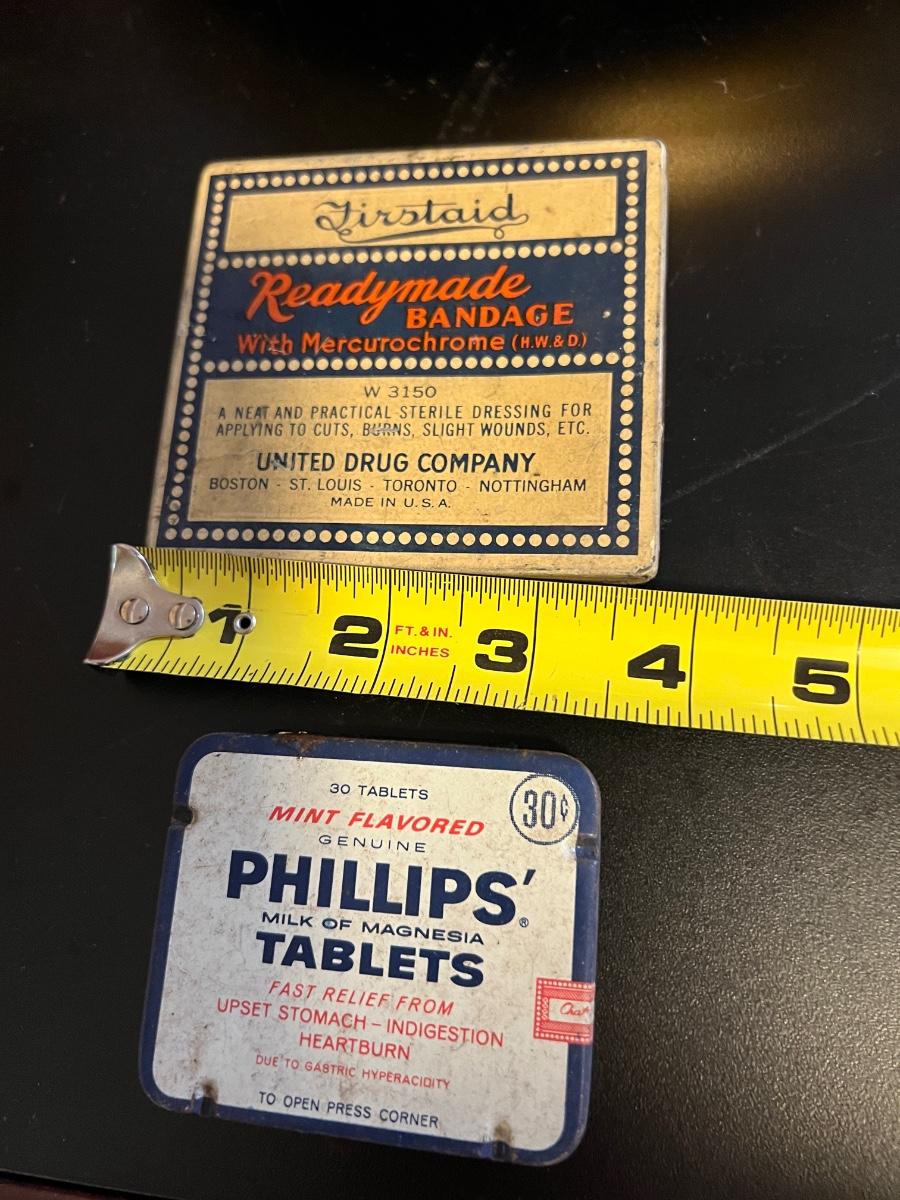 Firstaid
Readymade
BANDAGE
With Mercurochrome (H.W.& D.)
W 3150
A NEAT AND PRACTICAL STERILE DRESSING FOR
APPLYING TO CUTS, BURNS, SLIGHT WOUNDS, ETC.
UNITED DRUG COMPANY
BOSTON - ST. LOUIS - TORONTO - NOTTINGHAM
MADE IN U.S.A.
1 2 FT.& IN. 3 4 5
INCHES
30 TABLETS
30¢
MINT FLAVORED
GENUINE
PHILLIPS'®
MILK OF MAGNESIA
TABLETS
FAST RELIEF FROM
UPSET STOMACH – INDIGESTION
HEARTBURN
DUE TO GASTRIC HYPERACIDITY
TO OPEN PRESS CORNER